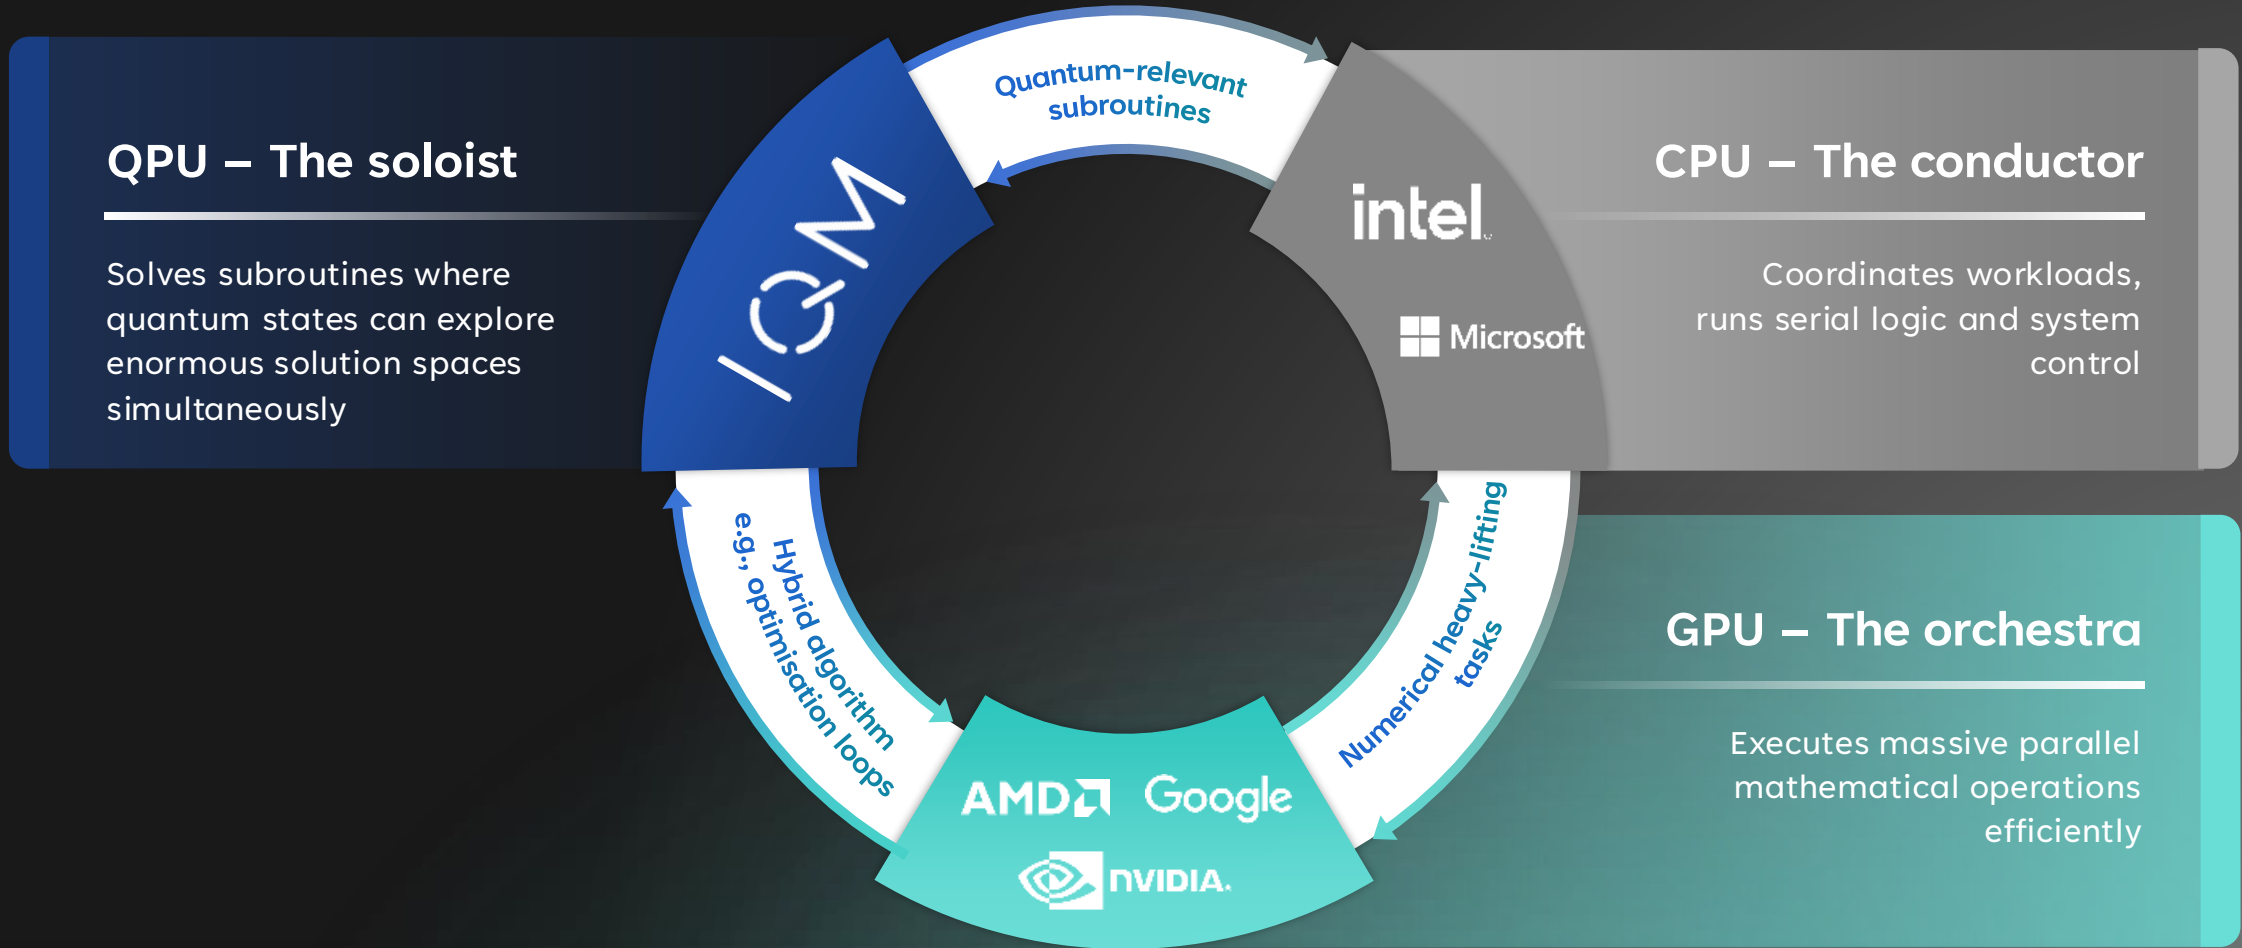 QPU – The soloist
Solves subroutines where
quantum states can explore
enormous solution spaces
simultaneously
IQM
Quantum-relevant
subroutines
intel
Microsoft
CPU – The conductor
Coordinates workloads,
runs serial logic and system
control
Hybrid algorithm
e.g., optimisation loops
Numerical heavy-lifting
tasks
AMD
Google
NVIDIA
GPU – The orchestra
Executes massive parallel
mathematical operations
efficiently